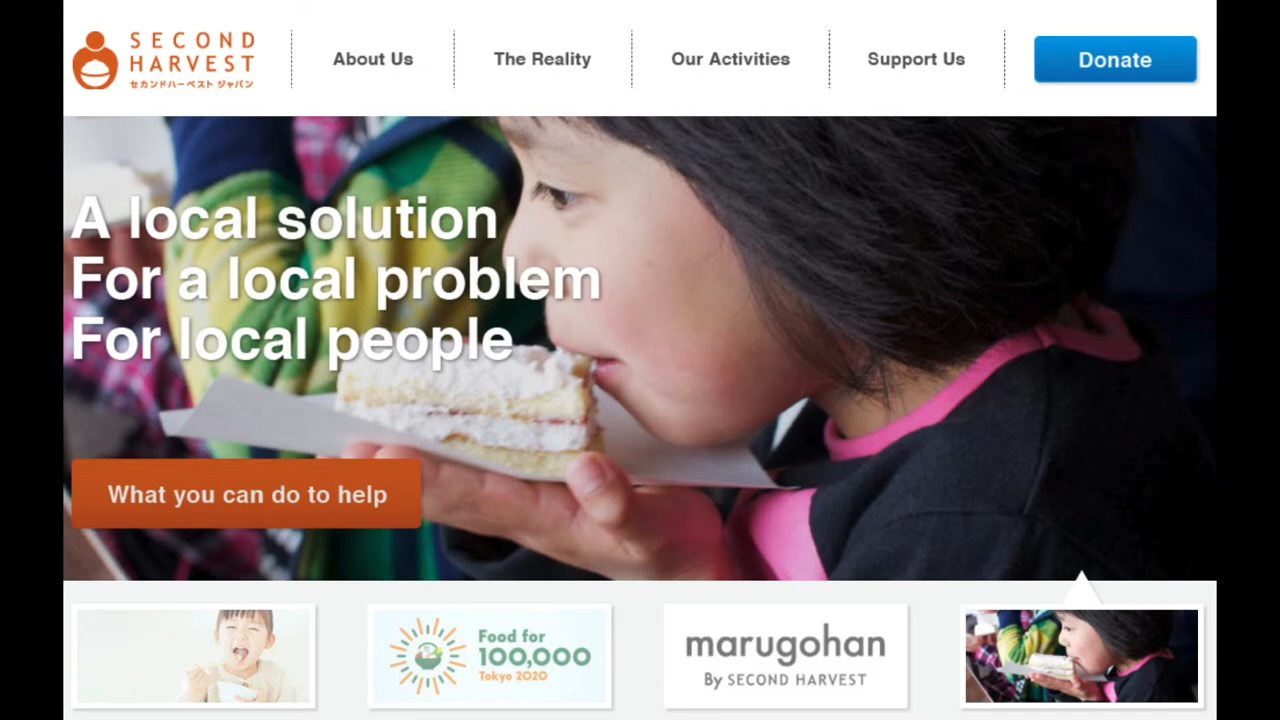 SECOND
HARVEST
セカンドハーベスト ジャパン
About Us
The Reality
Our Activities
Support Us
Donate
A local solution
For a local problem
For local people
What you can do to help
Food for
100,000
Tokyo 2020
marugohan
By SECOND HARVEST